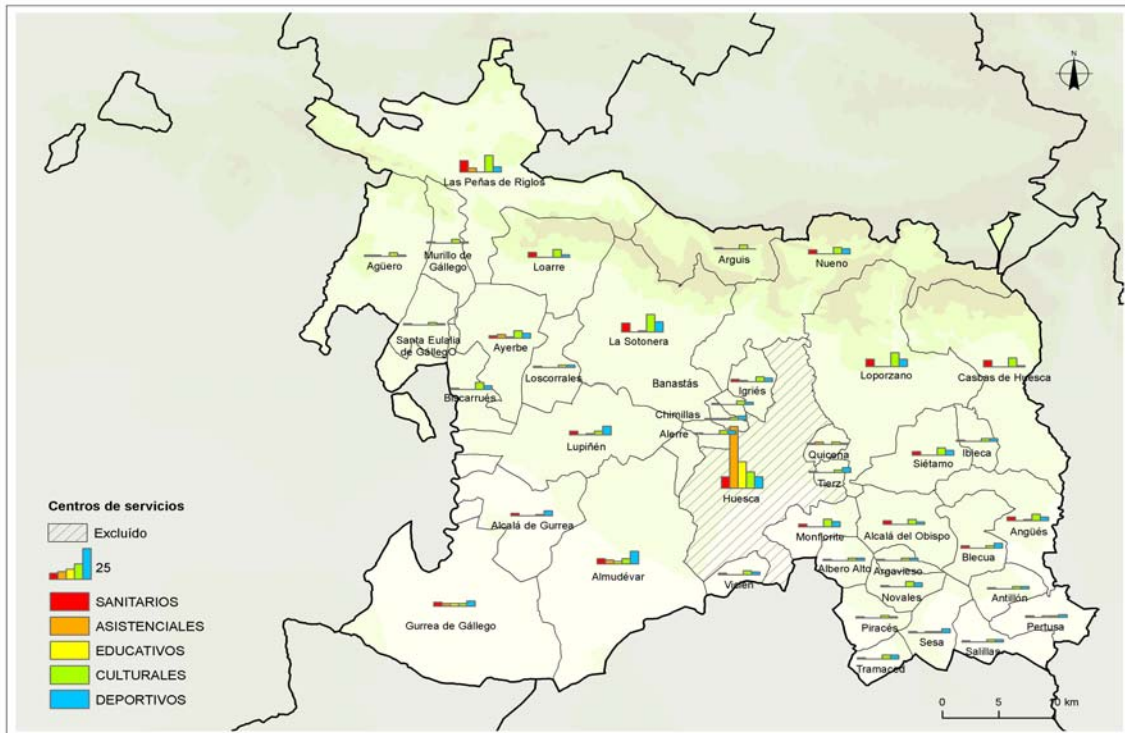 N
Las Peñas de Riglos
Agüero
Murillo de
Gállego
Loarre
Arguis
Nueno
Santa Eulalia
de GállegO
Ayerbe
La Sotonera
Loscorrales
Biscarrués
Banastás
Igriés
Loporzano
Casbas de Huesca
Chimillas
Alerre
Lupiñén
Quicena
Siétamo
Ibieca
Tierz
Huesca
Alcalá de Gurrea
Monflorite
Alcalá del Obispo
Angüés
Almudévar
Albero Alto
Argavieso
Blecua
Vicién
Novales
Antillón
Gurrea de Gállego
Piracés
Sesa
Salillas
Pertusa
Tramaced
Centros de servicios
Excluído
25
SANITARIOS
ASISTENCIALES
EDUCATIVOS
CULTURALES
DEPORTIVOS
0 5 10 km